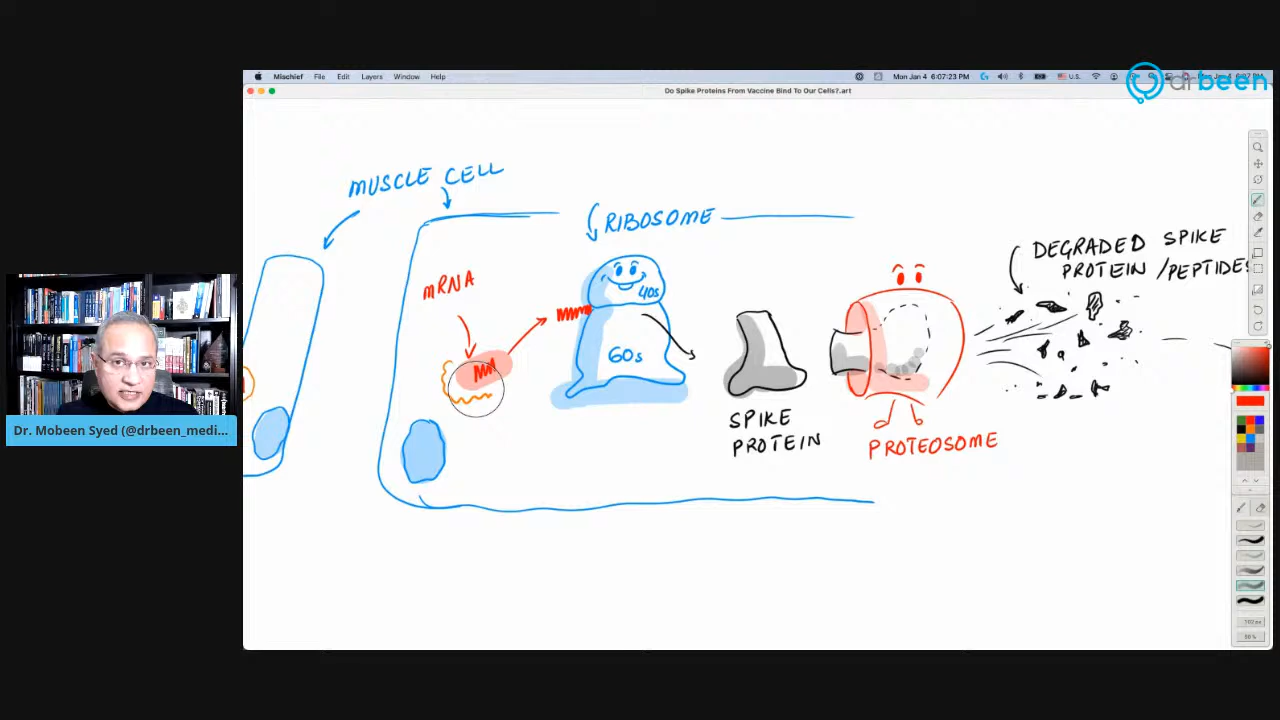 Mischief File Edit Layers Window Help
Mon Jan 4 6:07:23 PM
U.S.
drbeen
Do Spike Proteins From Vaccine Bind To Our Cells?.art
MUSCLE CELL
RIBOSOME
DEGRADED SPIKE
PROTEIN/PEPTIDES
mRNA
40s
60s
SPIKE
PROTEIN
PROTEOSOME
Dr. Mobeen Syed (@drbeen_medi...